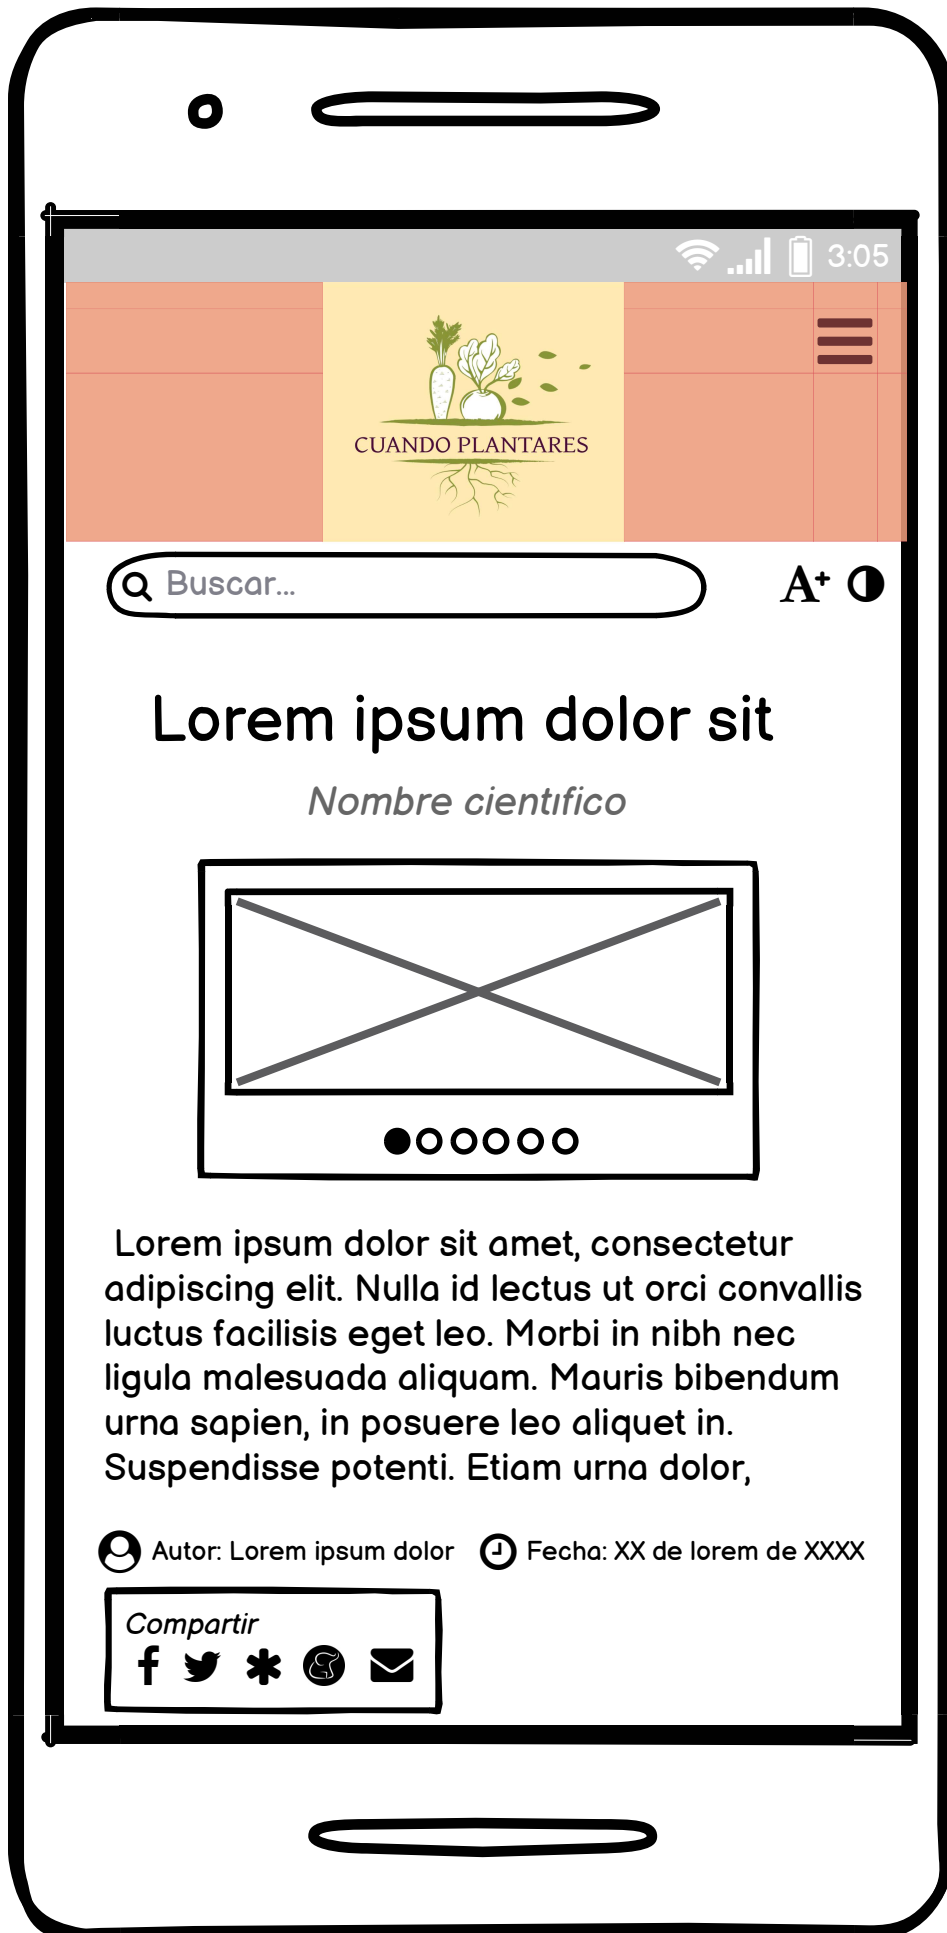 3:05
CUANDO PLANTARES
Buscar...
A+
Lorem ipsum dolor sit
Nombre cientıfico
Lorem ipsum dolor sit amet, consectetur
adipiscing elit. Nulla id lectus ut orci convallis
luctus facilisis eget leo. Morbi in nibh nec
ligula malesuada aliquam. Mauris bibendum
urna sapien, in posuere leo aliquet in.
Suspendisse potenti. Etiam urna dolor,
Autor: Lorem ipsum dolor Fecha: XX de lorem de XXXX
Compartir